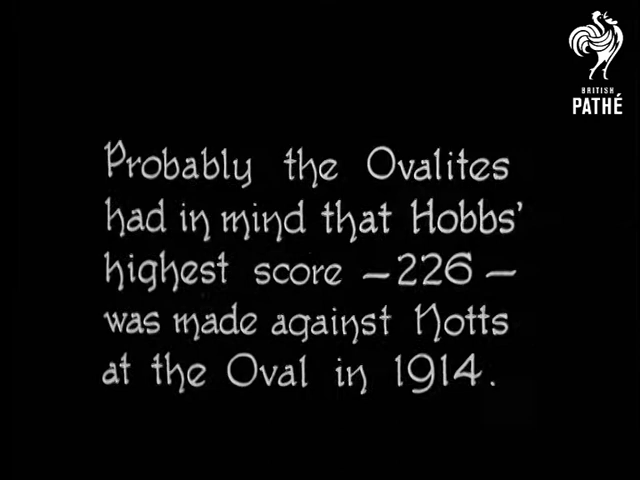 BRITISH
PATHÉ
Probably the Ovalites
had in mind that Hobbs'
highest score – 226 –
was made against Notts
at the Oval in 1914.